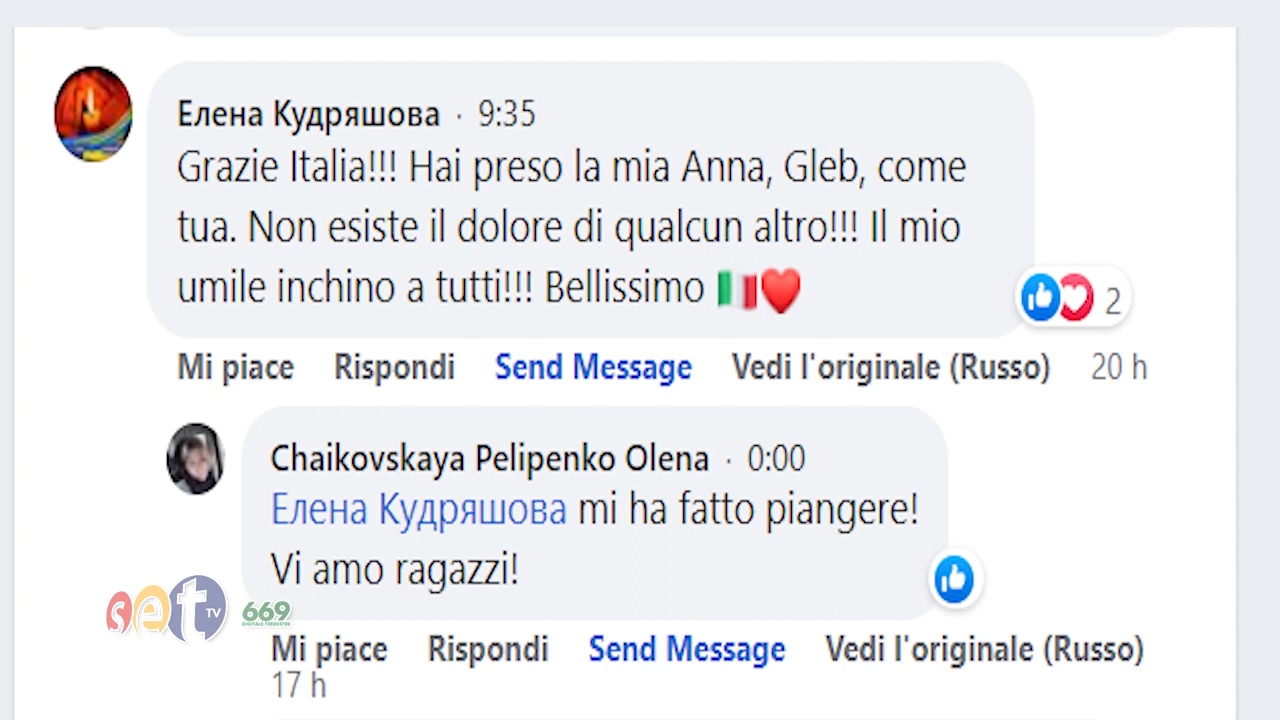 Елена Кудряшова · 9:35
Grazie Italia!!! Hai preso la mia Anna, Gleb, come
tua. Non esiste il dolore di qualcun altro!!! Il mio
umile inchino a tutti!!! Bellissimo 🇮🇹❤️
2
Mi piace Rispondi Send Message Vedi l'originale (Russo) 20 h
Chaikovskaya Pelipenko Olena · 0:00
Елена Кудряшова mi ha fatto piangere!
Vi amo ragazzi!
set TV 669
DIGITALE TERRESTRE
Mi piace Rispondi Send Message Vedi l'originale (Russo)
17 h